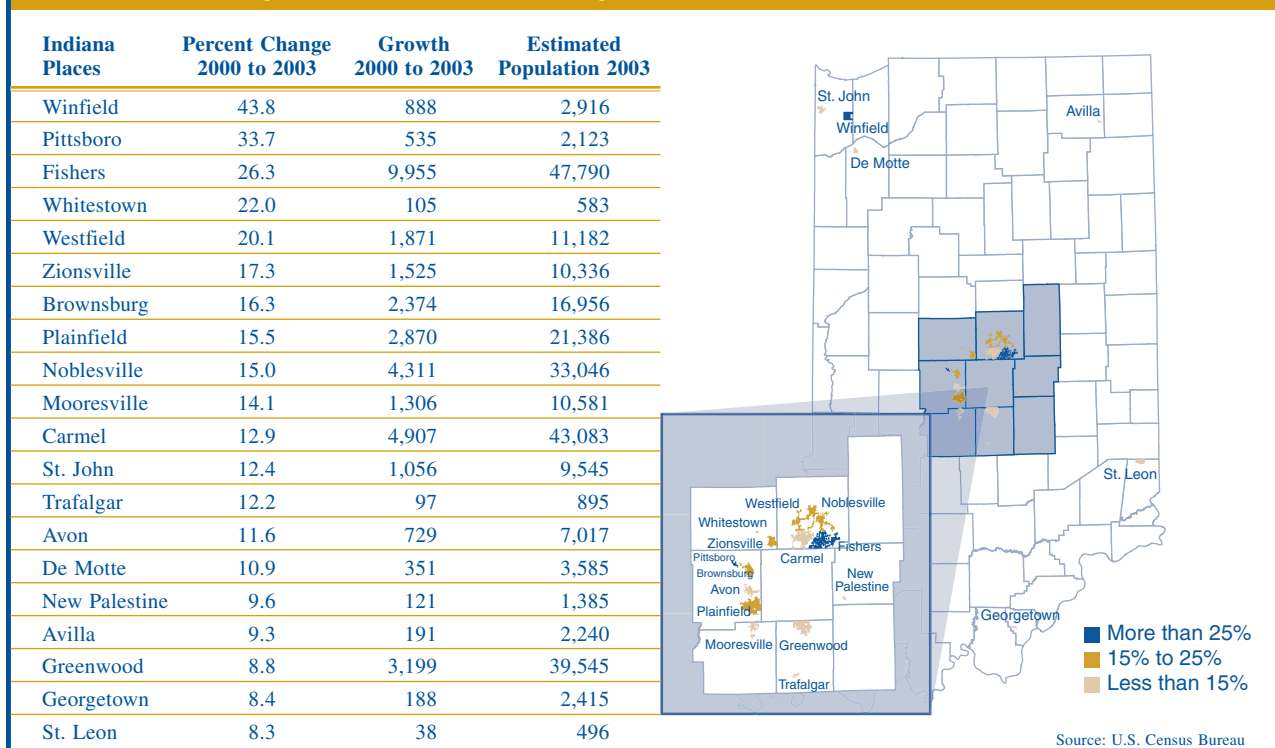 Indiana Places Percent Change 2000 to 2003 Growth 2000 to 2003 Estimated Population 2003
Winfield 43.8 888 2,916
Pittsboro 33.7 535 2,123
Fishers 26.3 9,955 47,790
Whitestown 22.0 105 583
Westfield 20.1 1,871 11,182
Zionsville 17.3 1,525 10,336
Brownsburg 16.3 2,374 16,956
Plainfield 15.5 2,870 21,386
Noblesville 15.0 4,311 33,046
Mooresville 14.1 1,306 10,581
Carmel 12.9 4,907 43,083
St. John 12.4 1,056 9,545
Trafalgar 12.2 97 895
Avon 11.6 729 7,017
De Motte 10.9 351 3,585
New Palestine 9.6 121 1,385
Avilla 9.3 191 2,240
Greenwood 8.8 3,199 39,545
Georgetown 8.4 188 2,415
St. Leon 8.3 38 496
St. John
Winfield
De Motte
Avilla
St. Leon
Georgetown
Westfield
Noblesville
Whitestown
Zionsville
Fishers
Carmel
Pittsboro
Brownsburg
New
Palestine
Avon
Plainfield
Mooresville
Greenwood
Trafalgar
More than 25%
15% to 25%
Less than 15%
Source: U.S. Census Bureau